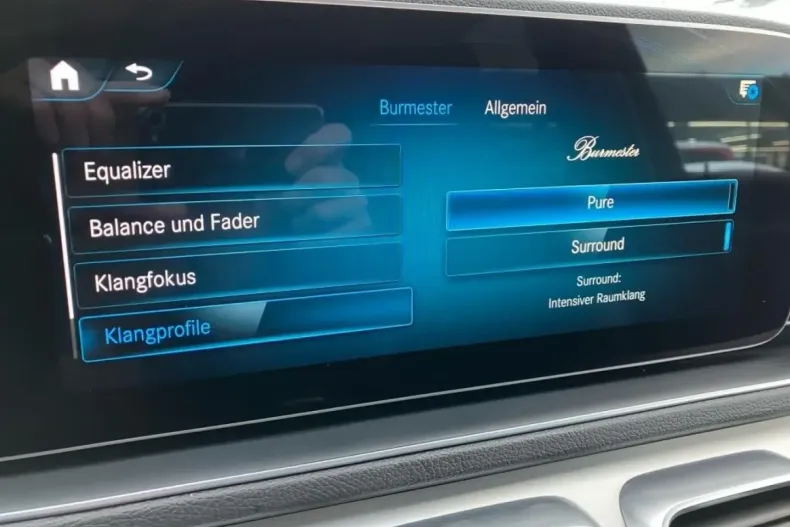 Burmester
Allgemein
Equalizer
Balance und Fader
Klangfokus
Klangprofile
Burmester
Pure
Surround
Surround:
Intensiver Raumklang